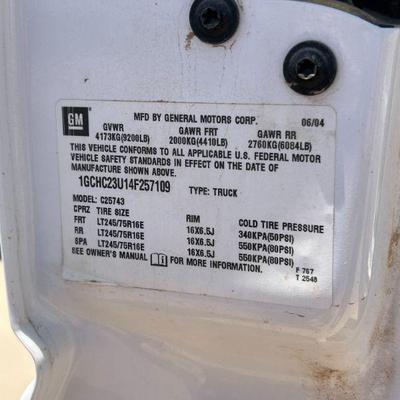 GM
MFD BY GENERAL MOTORS CORP. 06/04
GVWR GAWR FRT GAWR RR
4173KG(9200LB) 2000KG(4410LB) 2760KG(6084LB)
THIS VEHICLE CONFORMS TO ALL APPLICABLE U.S. FEDERAL MOTOR
VEHICLE SAFETY STANDARDS IN EFFECT ON THE DATE OF
MANUFACTURE SHOWN ABOVE.
1GCHC23U14F257109 TYPE: TRUCK
MODEL: C25743
CPRZ TIRE SIZE RIM COLD TIRE PRESSURE
FRT LT245/75R16E 16X6.5J 340KPA(50PSI)
RR LT245/75R16E 16X6.5J 550KPA(80PSI)
SPA LT245/75R16E 16X6.5J 550KPA(80PSI)
SEE OWNER'S MANUAL FOR MORE INFORMATION.
F 767
T 2548